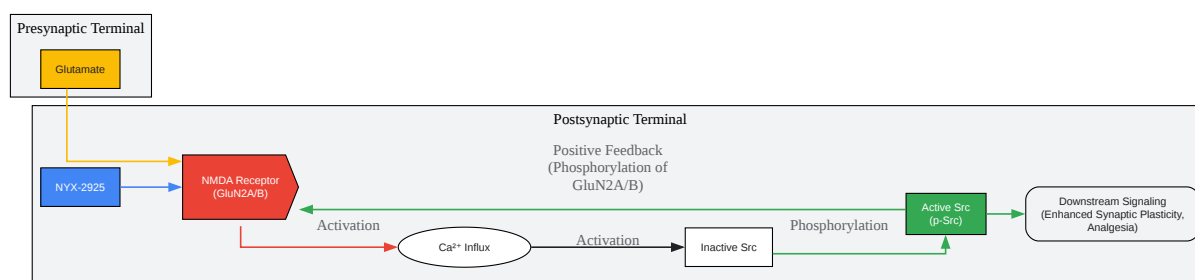 Presynaptic Terminal
Glutamate
Postsynaptic Terminal
Positive Feedback
(Phosphorylation of
GluN2A/B)
NMDA Receptor
(GluN2A/B)
NYX-2925
Active Src
(p-Src)
Downstream Signaling
(Enhanced Synaptic Plasticity,
Analgesia)
Activation
Ca²⁺ Influx
Activation
Inactive Src
Phosphorylation